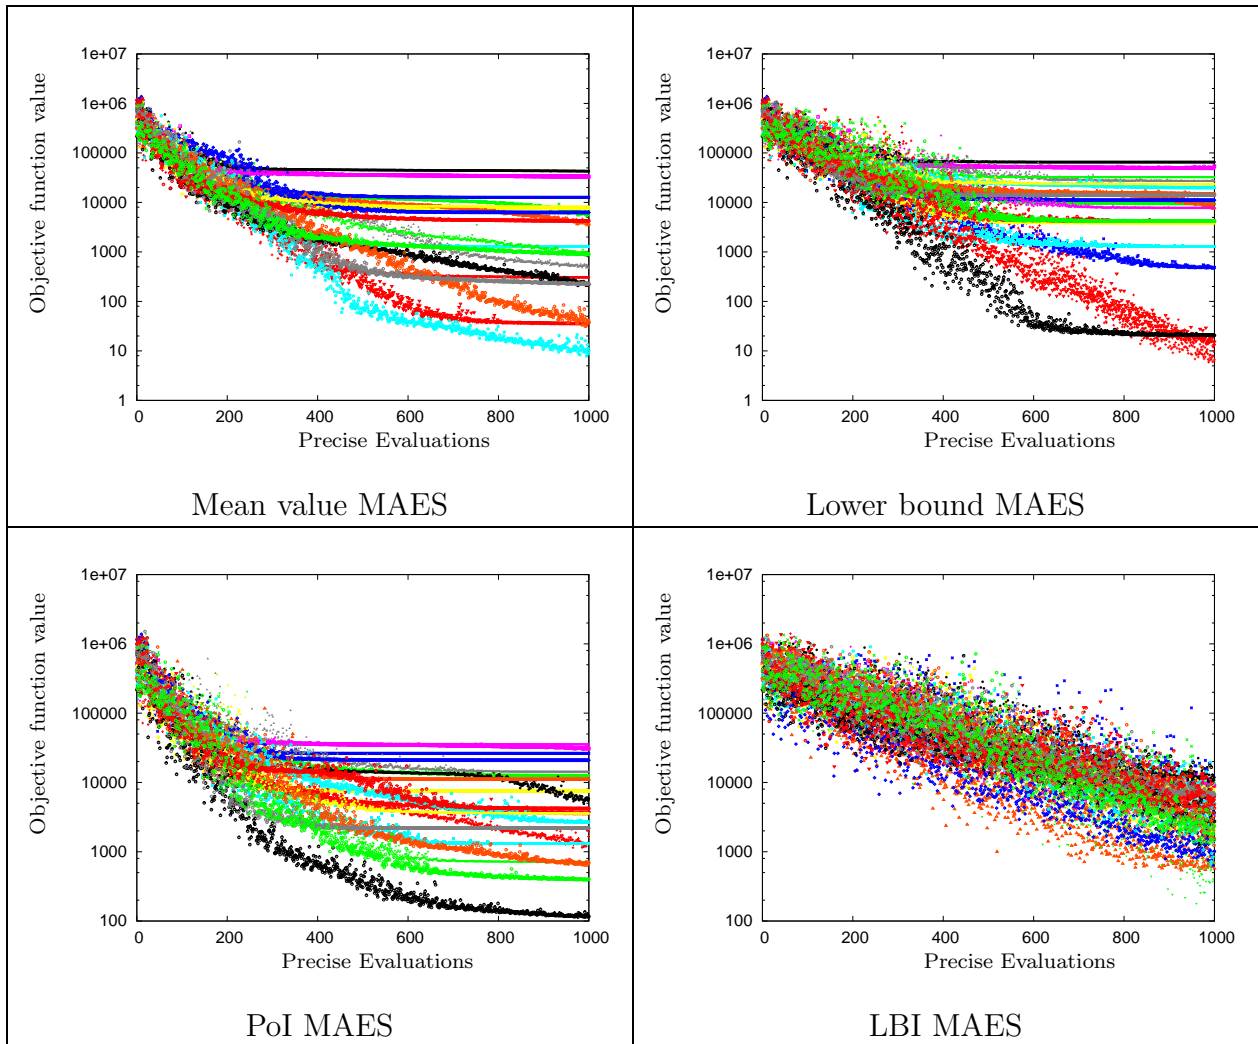 Objective function value
1e+07
1e+06
100000
10000
1000
100
10
1
0 200 400 600 800 1000
Precise Evaluations
Mean value MAES
Objective function value
1e+07
1e+06
100000
10000
1000
100
10
1
0 200 400 600 800 1000
Precise Evaluations
Lower bound MAES
Objective function value
1e+07
1e+06
100000
10000
1000
100
0 200 400 600 800 1000
Precise Evaluations
PoI MAES
Objective function value
1e+07
1e+06
100000
10000
1000
100
0 200 400 600 800 1000
Precise Evaluations
LBI MAES